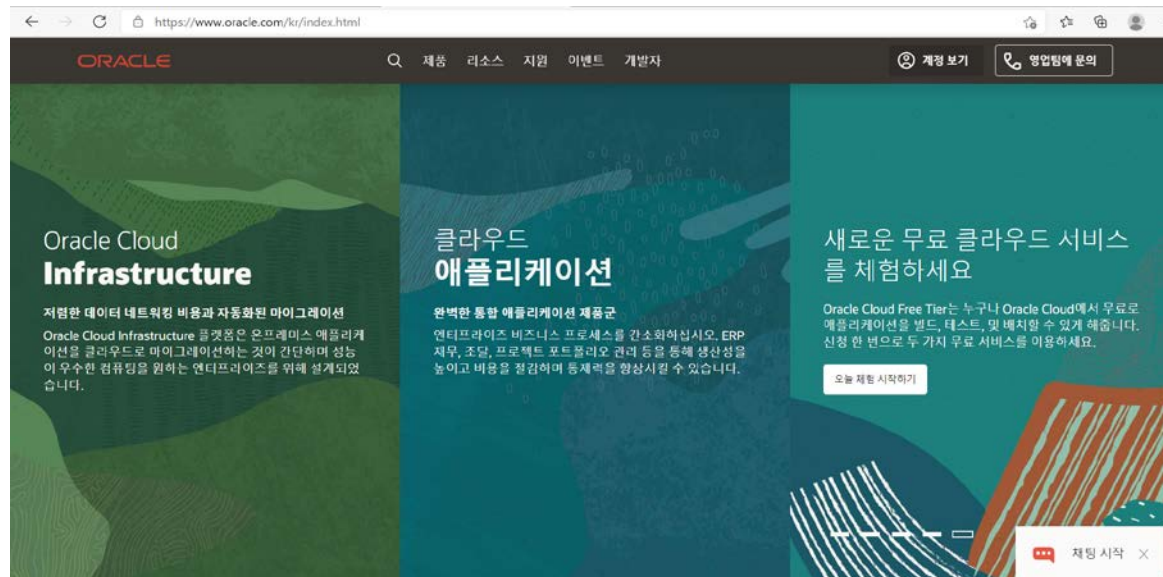 https://www.oracle.com/kr/index.html
ORACLE
제품 리소스 지원 이벤트 개발자
계정 보기
영업팀에 문의
Oracle Cloud
Infrastructure
저렴한 데이터 네트워킹 비용과 자동화된 마이그레이션
Oracle Cloud Infrastructure 플랫폼은 온프레미스 애플리케
이션을 클라우드로 마이그레이션하는 것이 간단하며 성능
이 우수한 컴퓨팅을 원하는 엔터프라이즈를 위해 설계되었
습니다.
클라우드
애플리케이션
완벽한 통합 애플리케이션 제품군
엔터프라이즈 비즈니스 프로세스를 간소화하십시오. ERP
재무, 조달, 프로젝트 포트폴리오 관리 등을 통해 생산성을
높이고 비용을 절감하며 통제력을 향상시킬 수 있습니다.
새로운 무료 클라우드 서비스
를 체험하세요
Oracle Cloud Free Tier는 누구나 Oracle Cloud에서 무료로
애플리케이션을 빌드, 테스트, 및 배치할 수 있게 해줍니다.
신청 한 번으로 두 가지 무료 서비스를 이용하세요.
오늘 체험 시작하기
채팅 시작